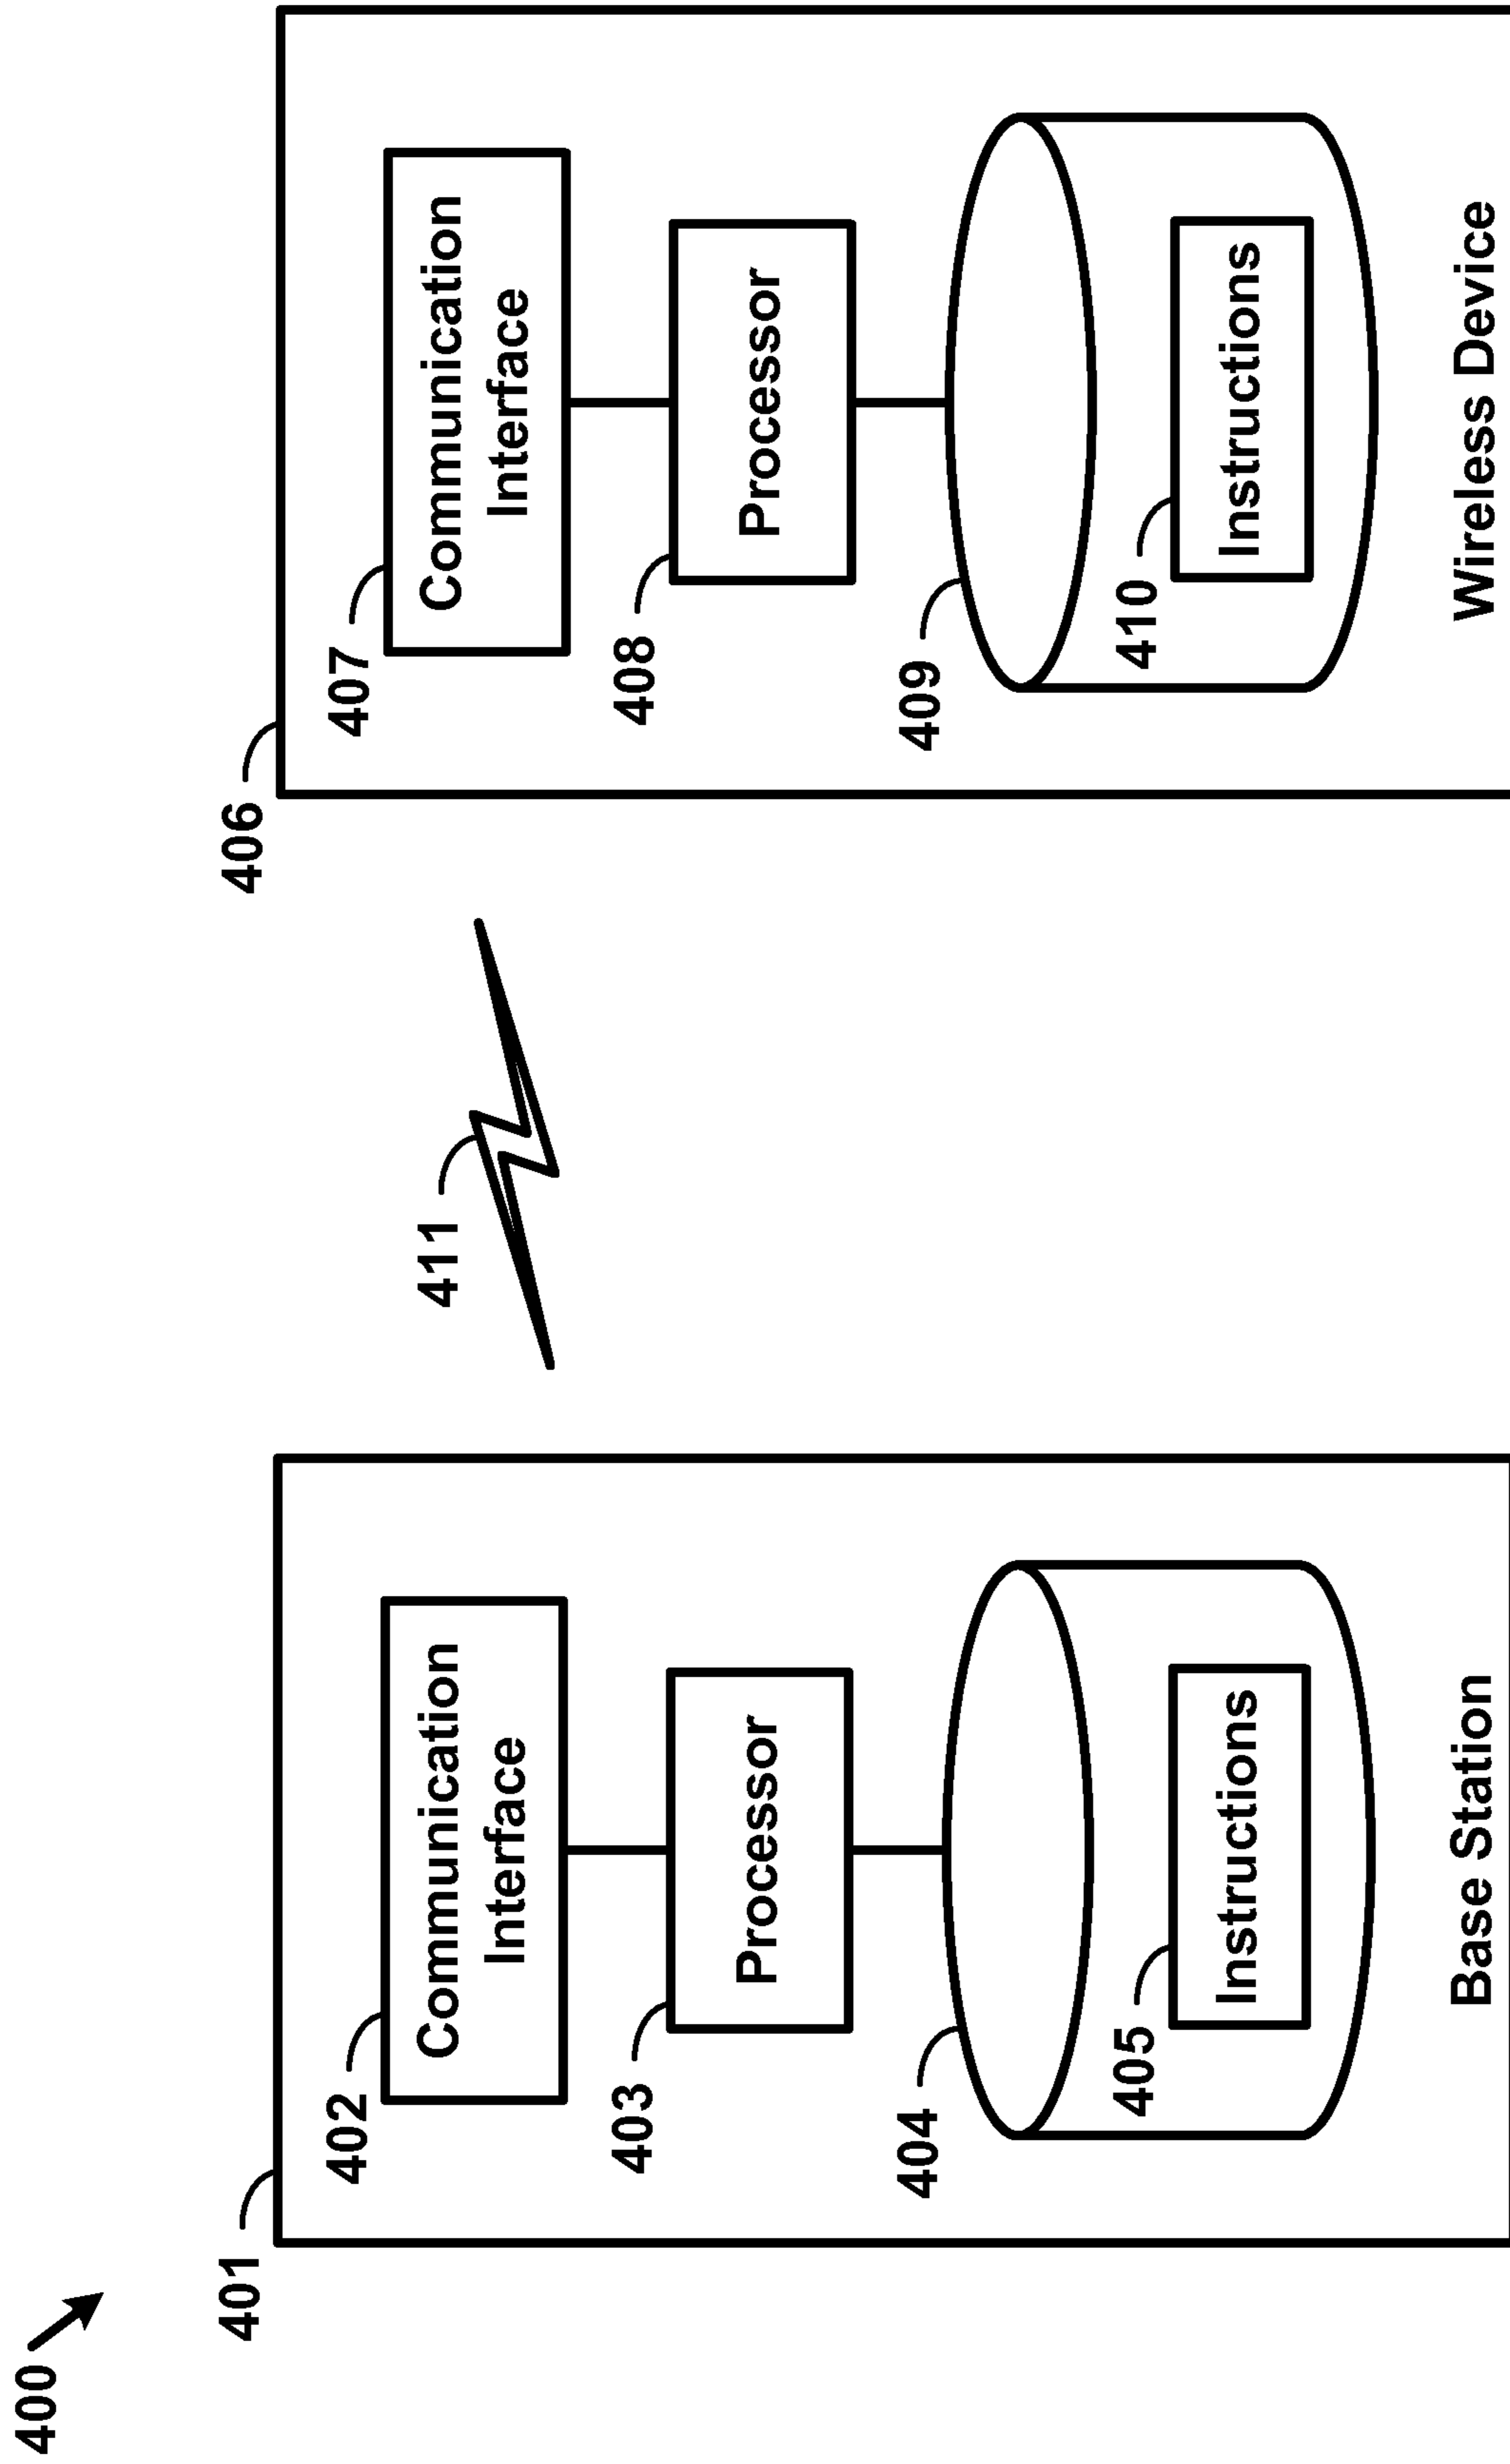 400
401
402
Communication
Interface
403
Processor
404
405
Instructions
Base Station
411
406
407
Communication
Interface
408
Processor
409
410
Instructions
Wireless Device